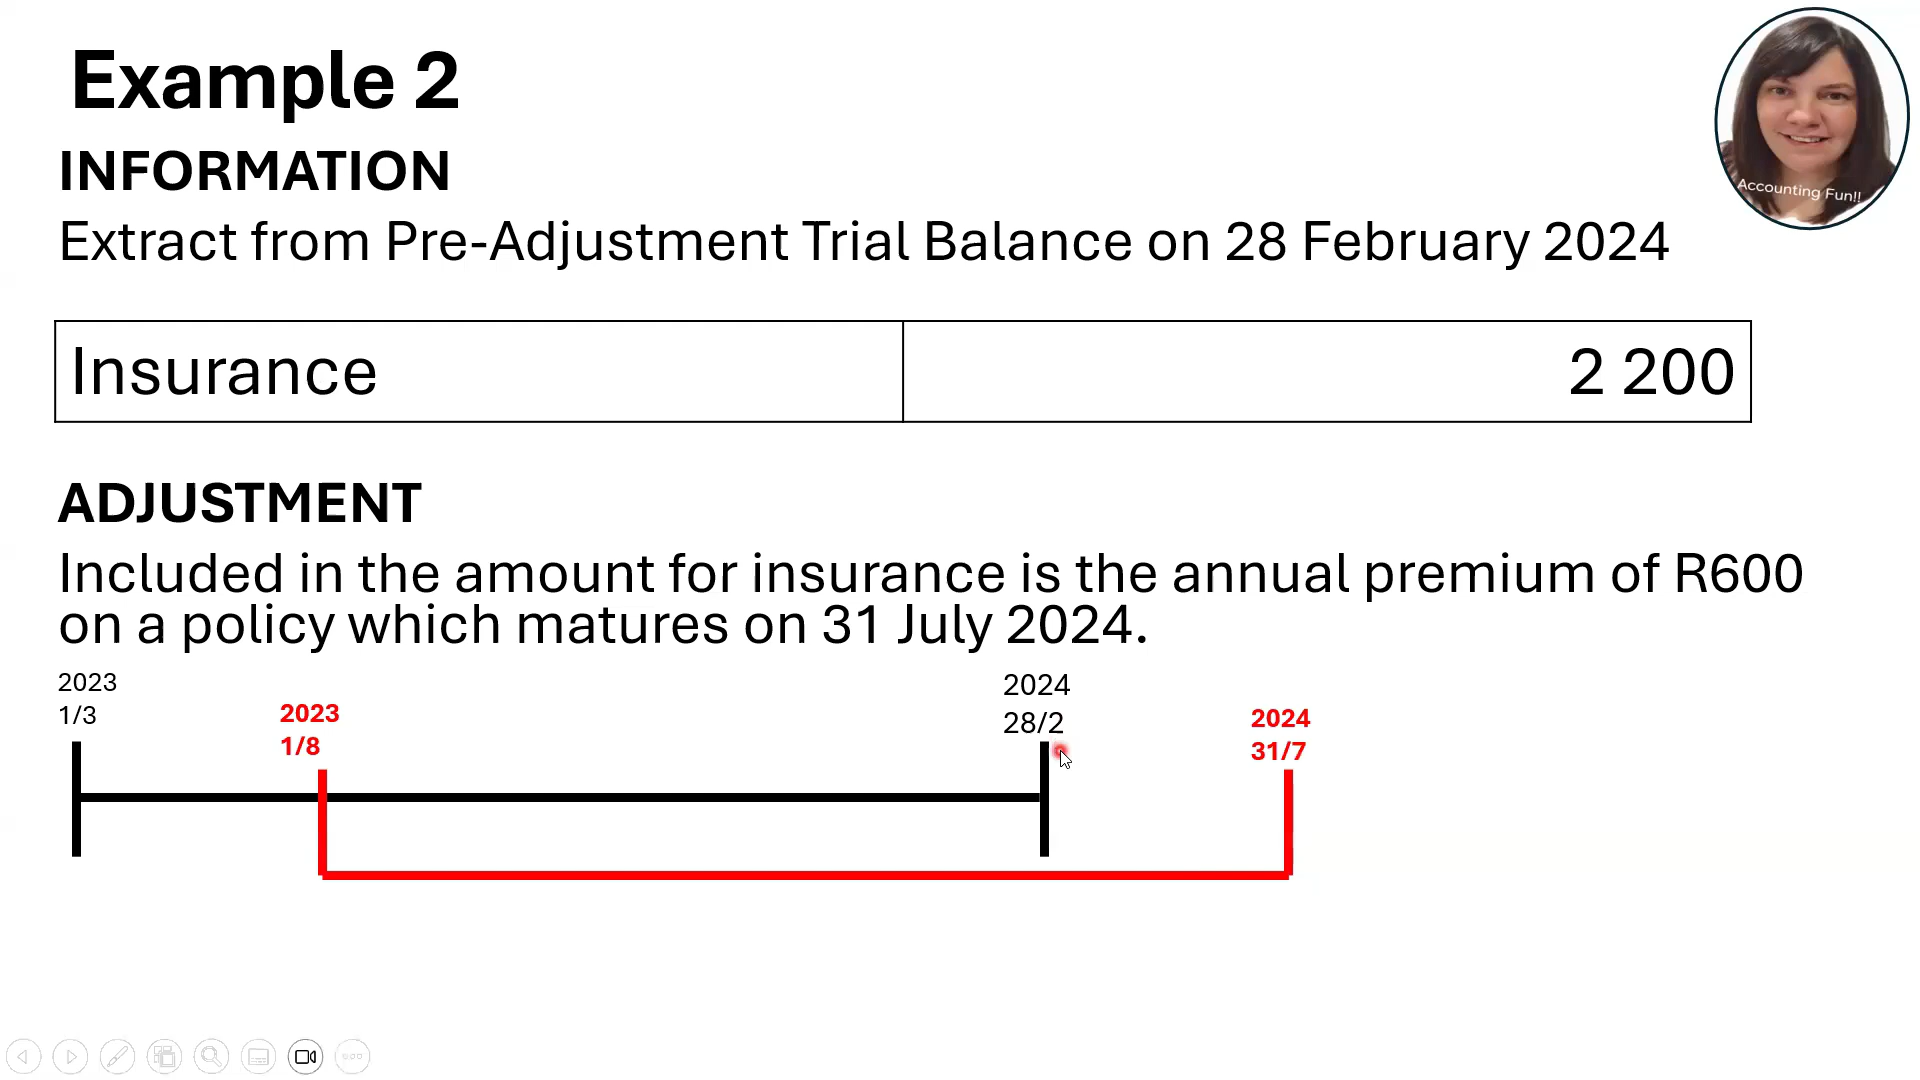 Example 2
Accounting Fun!!
INFORMATION
Extract from Pre-Adjustment Trial Balance on 28 February 2024
Insurance 2 200
ADJUSTMENT
Included in the amount for insurance is the annual premium of R600
on a policy which matures on 31 July 2024.
2023
1/3
2023
1/8
2024
28/2
2024
31/7